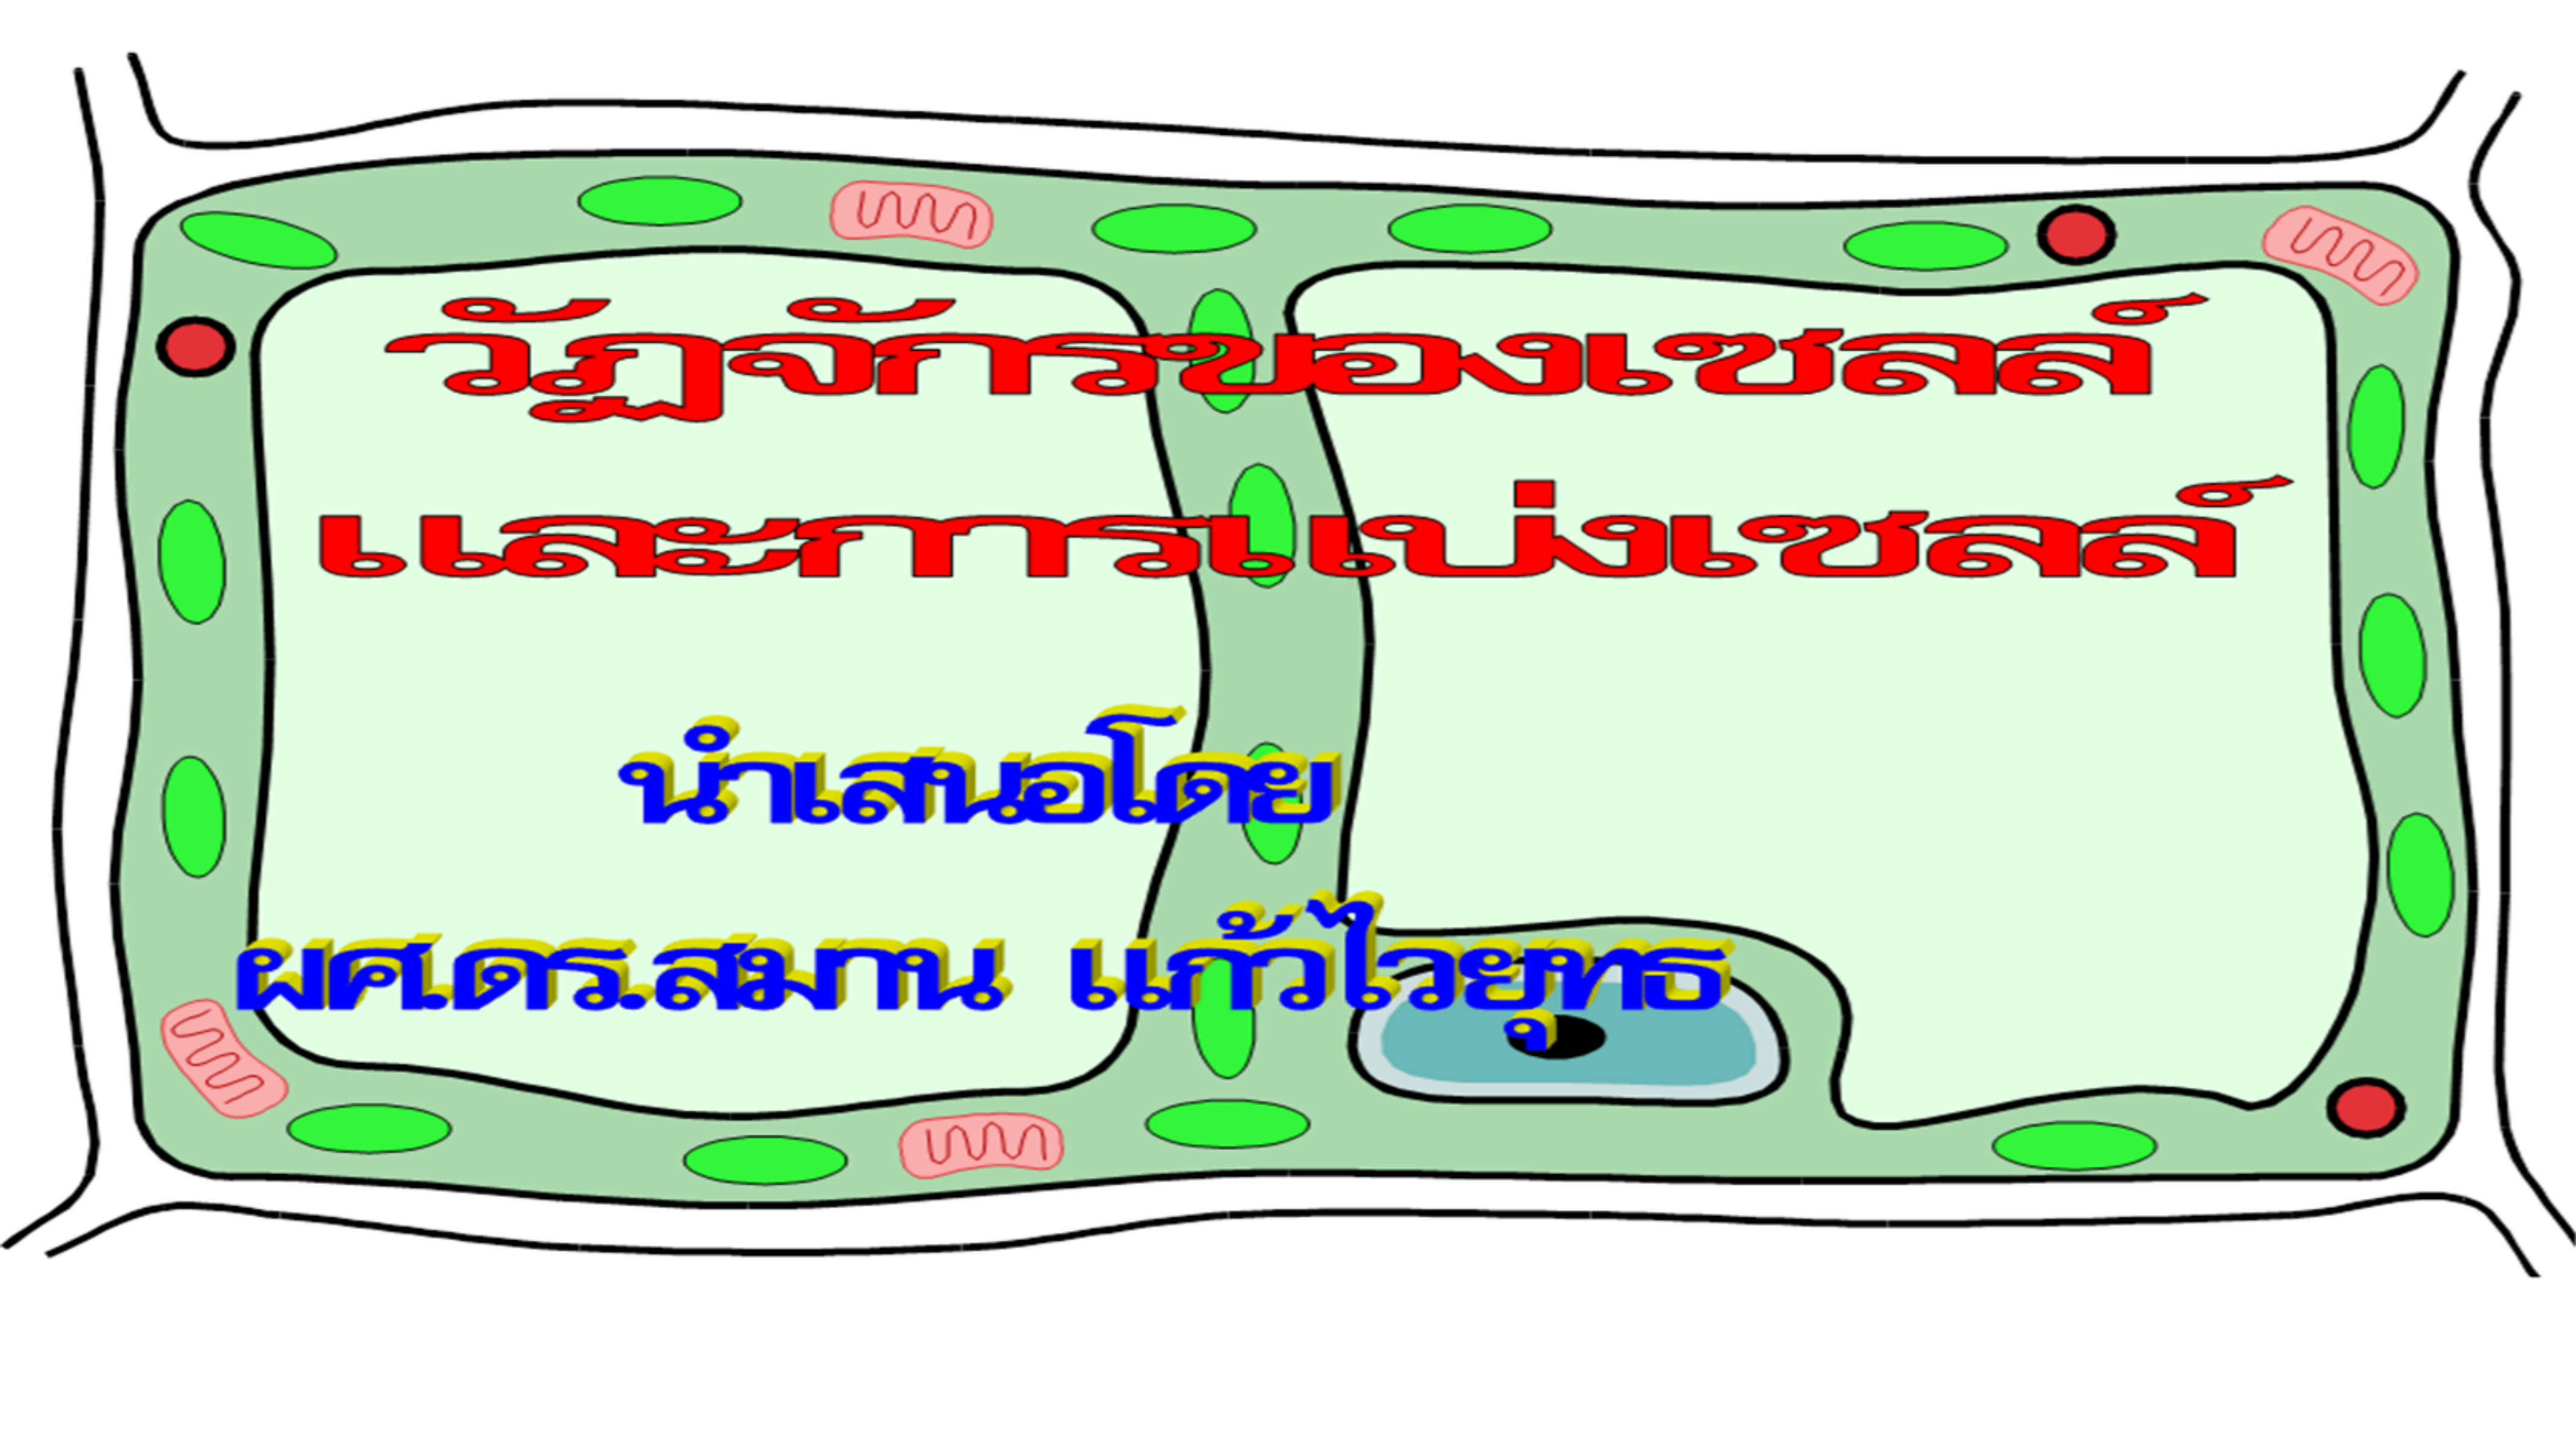 วัฏจักรของเซลล์
และการแบ่งเซลล์
นำเสนอโดย
ผศ.ดร.สมาน แก้วไวยุทธ